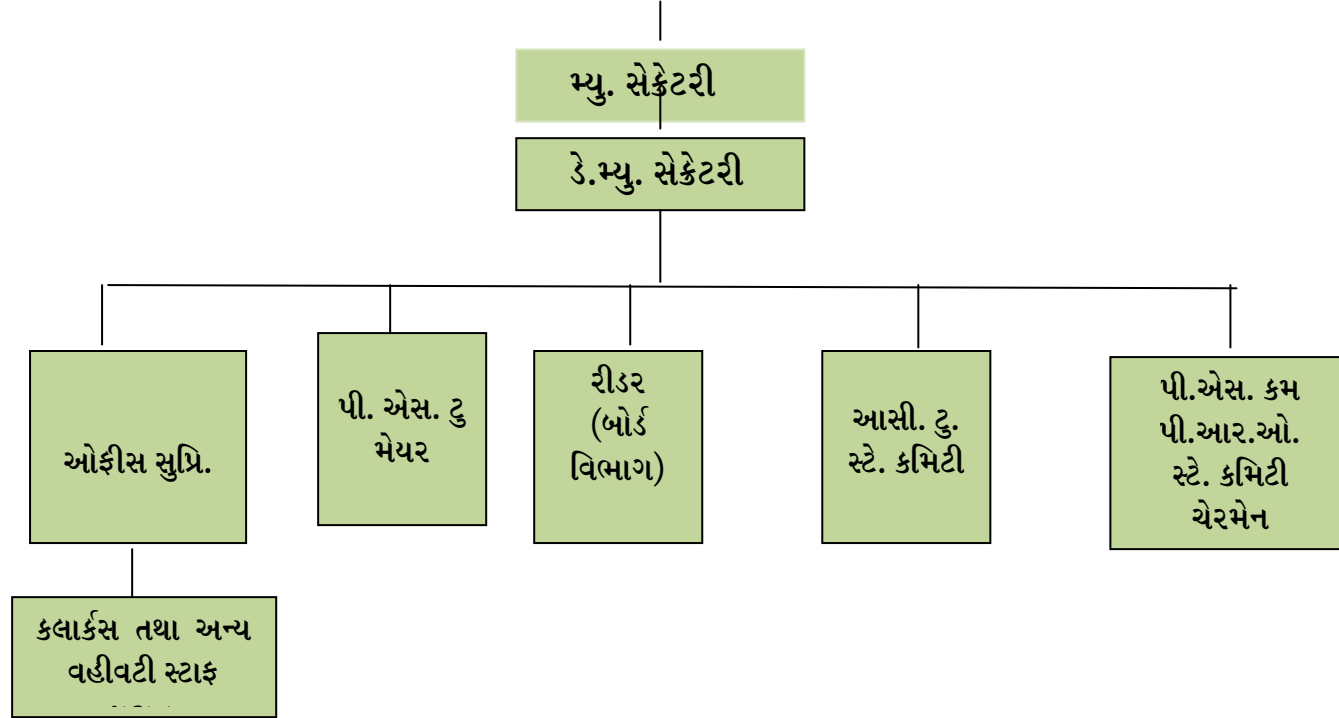 મ્યુ. સેક્રેટરી
ડે.મ્યુ. સેક્રેટરી
ઓફીસ સુપ્રિ.
પી. એસ. ટુ
મેયર
રીડર
(બોર્ડ
વિભાગ)
આસી. ટુ.
સ્ટે. કમિટી
પી.એસ. કમ
પી.આર.ઓ.
સ્ટે. કમિટી
ચેરમેન
કલાર્કસ તથા અન્ય
વહીવટી સ્ટાફ